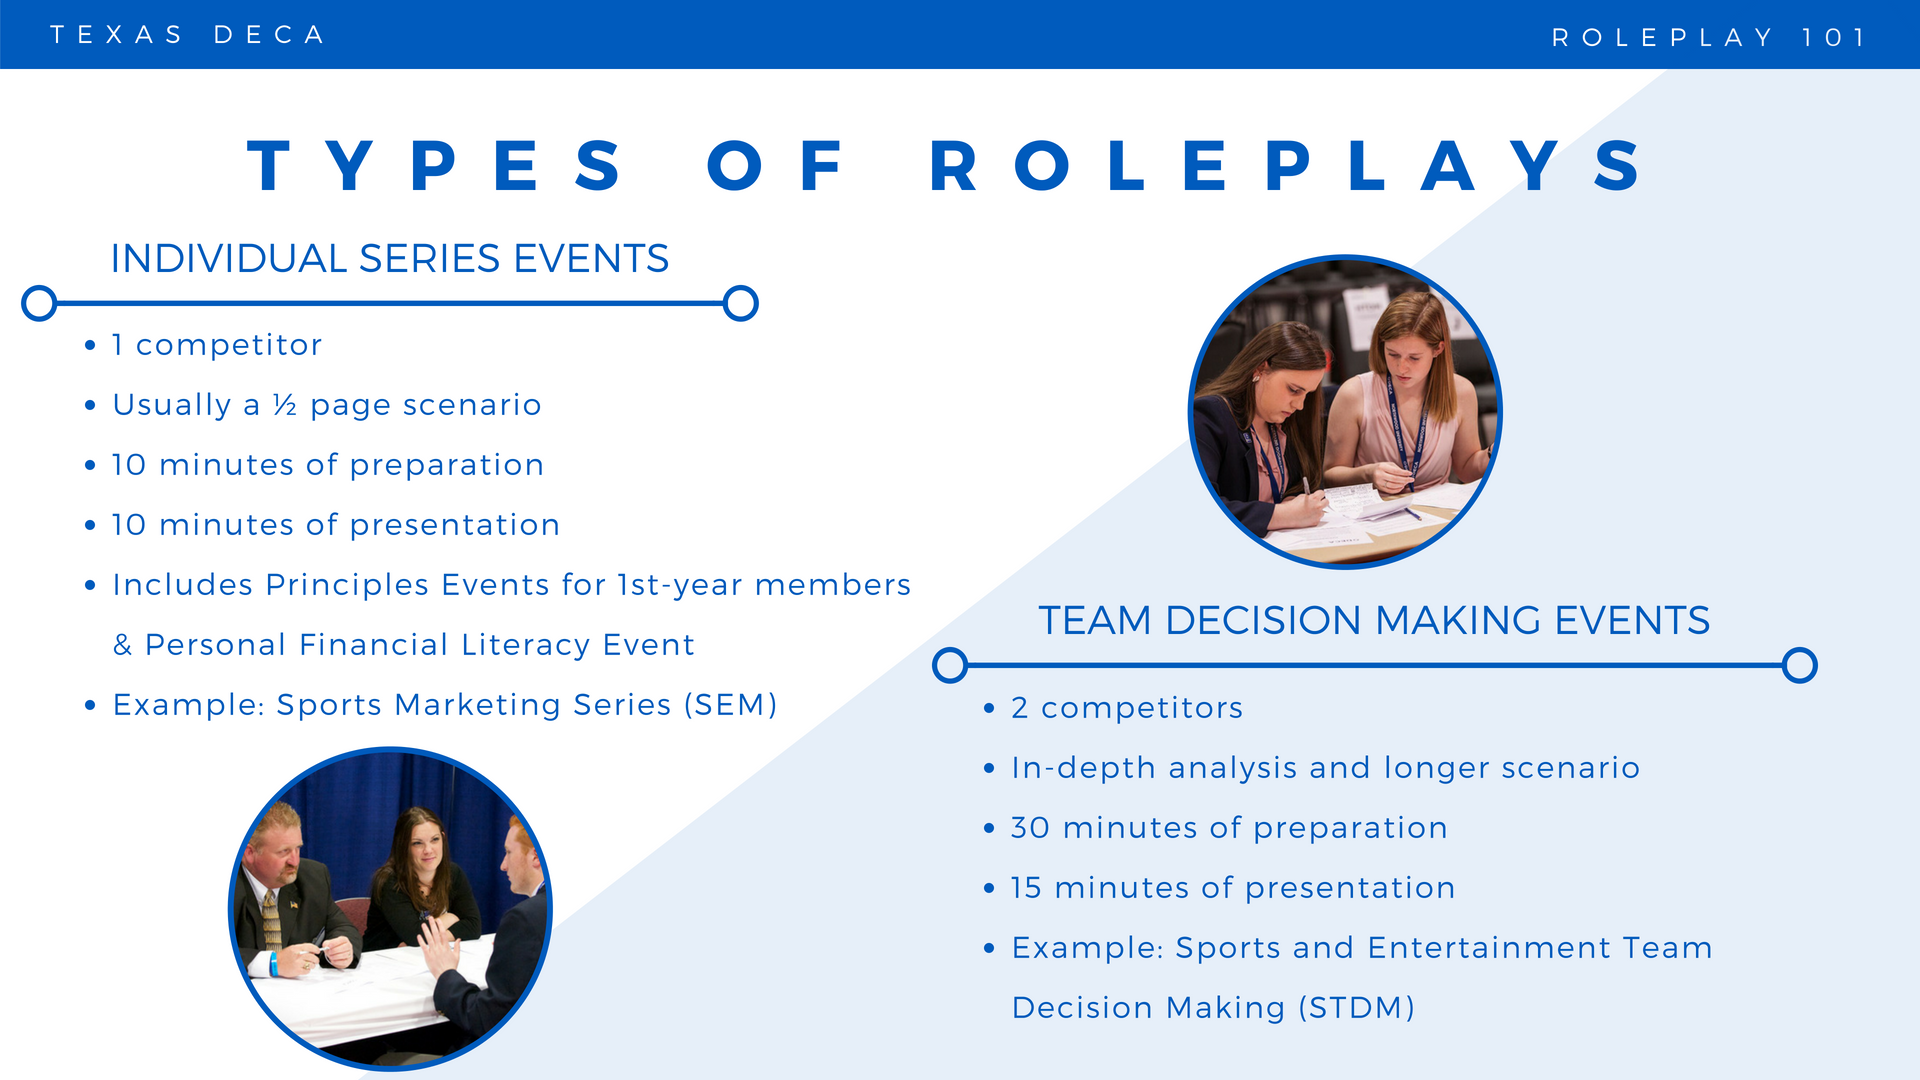 TEXAS DECA
ROLEPLAY 101
TYPES OF ROLEPLAYS
INDIVIDUAL SERIES EVENTS
• 1 competitor
• Usually a ½ page scenario
• 10 minutes of preparation
• 10 minutes of presentation
• Includes Principles Events for 1st-year members
& Personal Financial Literacy Event
• Example: Sports Marketing Series (SEM)
TEAM DECISION MAKING EVENTS
• 2 competitors
• In-depth analysis and longer scenario
• 30 minutes of preparation
• 15 minutes of presentation
• Example: Sports and Entertainment Team
Decision Making (STDM)